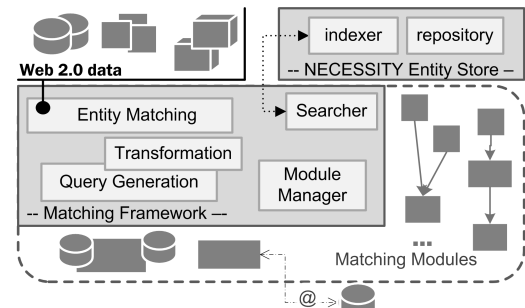 indexer
repository
Web 2.0 data
-- NECESSITY Entity Store –
Entity Matching
Searcher
Transformation
Query Generation
Module
Manager
-- Matching Framework –-
...
Matching Modules
@